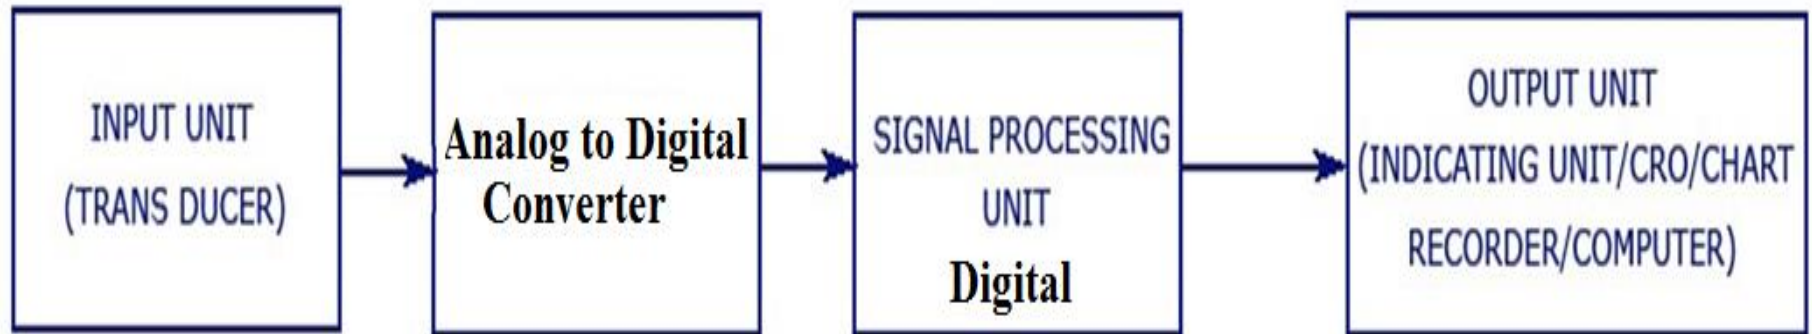 INPUT UNIT
(TRANS DUCER)
Analog to Digital
Converter
SIGNAL PROCESSING
UNIT
Digital
OUTPUT UNIT
(INDICATING UNIT/CRO/CHART
RECORDER/COMPUTER)